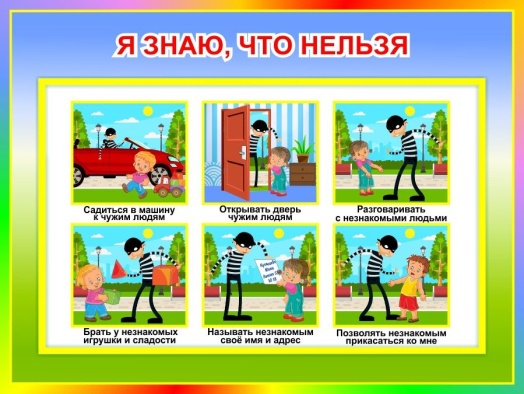 Я ЗНАЮ, ЧТО НЕЛЬЗЯ
Садиться в машину
к чужим людям
Открывать дверь
чужим людям
Разговаривать
с незнакомыми людьми
Брать у незнакомых
игрушки и сладости
Называть незнакомым
своё имя и адрес
Позволять незнакомым
прикасаться ко мне